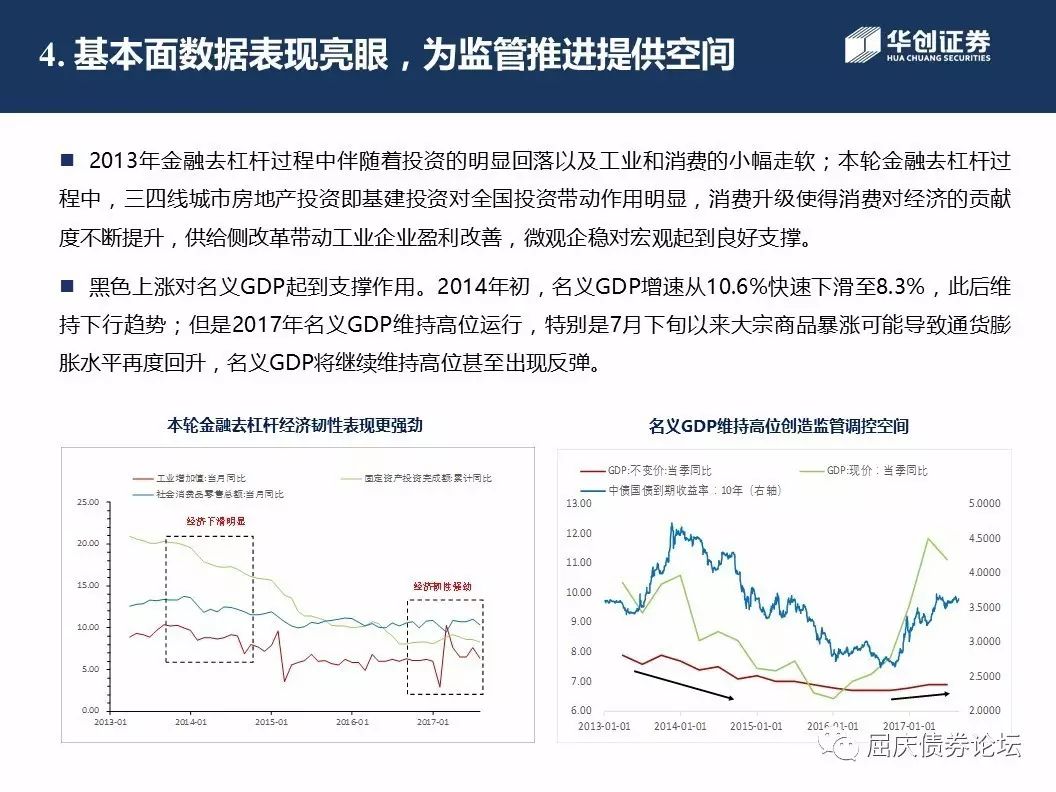 4. 基本面数据表现亮眼，为监管推进提供空间
华创证券
HUA CHUANG SECURITIES
■ 2013年金融去杠杆过程中伴随着投资的明显回落以及工业和消费的小幅走软；本轮金融去杠杆过
程中，三四线城市房地产投资即基建投资对全国投资带动作用明显，消费升级使得消费对经济的贡献
度不断提升，供给侧改革带动工业企业盈利改善，微观企稳对宏观起到良好支撑。
■ 黑色上涨对名义GDP起到支撑作用。2014年初，名义GDP增速从10.6%快速下滑至8.3%，此后维
持下行趋势；但是2017年名义GDP维持高位运行，特别是7月下旬以来大宗商品暴涨可能导致通货膨
胀水平再度回升，名义GDP将继续维持高位甚至出现反弹。
本轮金融去杠杆经济韧性表现更强劲
工业增加值:当月同比
固定资产投资完成额:累计同比
社会消费品零售总额:当月同比
25.00
20.00
15.00
10.00
5.00
0.00
经济下滑明显
经济韧性强劲
2013-01
2014-01
2015-01
2016-01
2017-01
名义GDP维持高位创造监管调控空间
GDP:不变价:当季同比
GDP:现价：当季同比
中债国债到期收益率：10年（右轴）
13.00
12.00
11.00
10.00
9.00
8.00
7.00
6.00
5.0000
4.5000
4.0000
3.5000
3.0000
2.5000
2.0000
2013-01-01
2014-01-01
2015-01-01
2016-01-01
2017-01-01
屈庆债券论坛